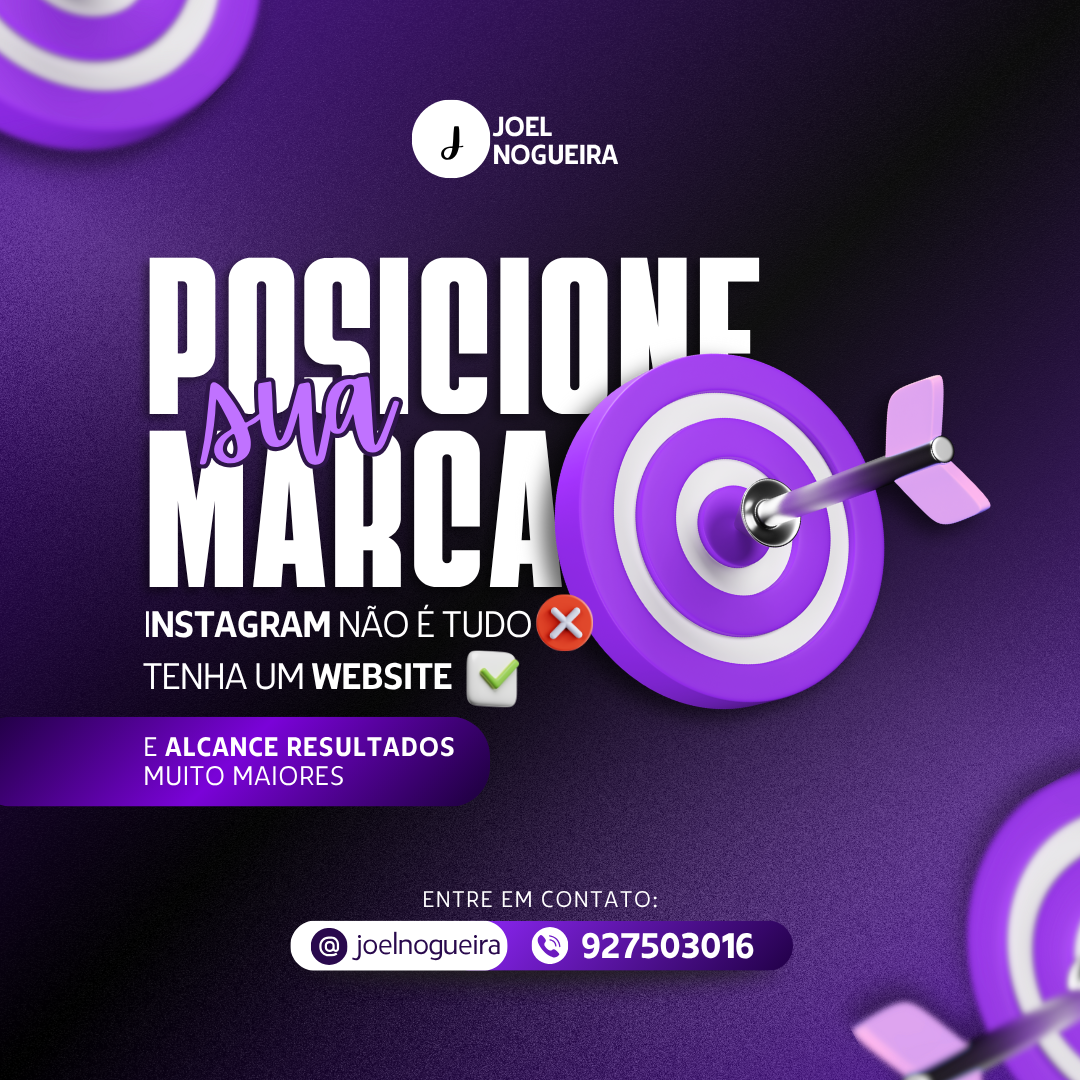 J JOEL
NOGUEIRA
POSICIONE
sua
MARCA
INSTAGRAM NÃO É TUDO
TENHA UM WEBSITE
E ALCANCE RESULTADOS
MUITO MAIORES
ENTRE EM CONTATO:
@ joelnogueira 927503016